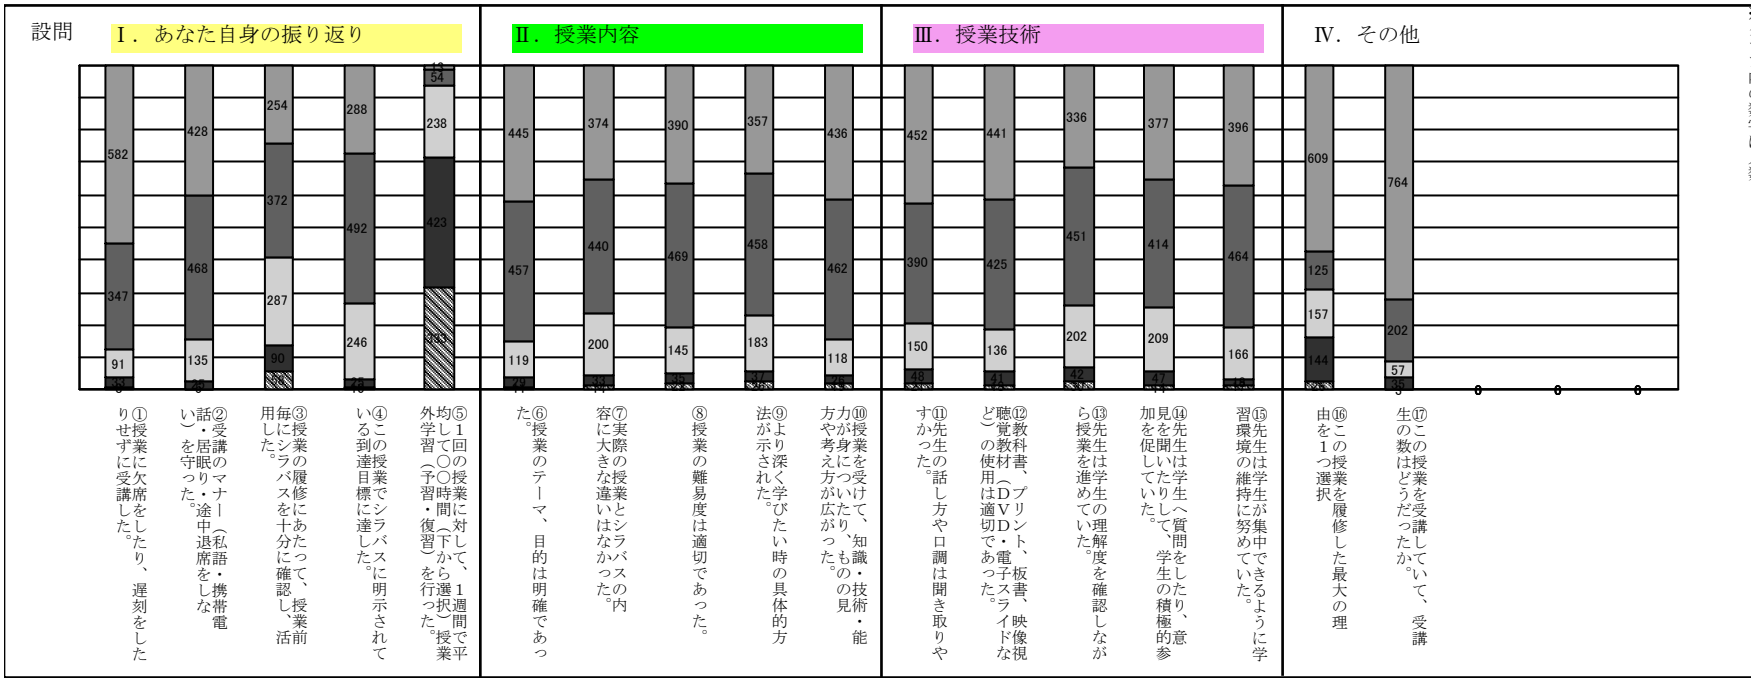 設問
Ⅰ．あなた自身の振り返り
Ⅱ．授業内容
Ⅲ．授業技術
Ⅳ．その他
582
347
91
33
428
468
135
254
372
287
90
58
288
492
246
25
13
54
238
423
333
445
457
119
29
374
440
200
33
390
469
145
35
357
458
183
37
436
462
118
452
390
150
48
441
425
136
41
336
451
202
42
377
414
209
47
396
464
166
18
609
125
157
144
764
202
57
35
0
0
0
①授業に欠席をしたり、遅刻をした
りせずに受講した。
②受講のマナー（私語・携帯電
話・居眠り・途中退席をしな
い）を守った。
③授業の履修にあたって、授業前
毎にシラバスを十分に確認し、活
用した。
④この授業でシラバスに明示されて
いる到達目標に達した。
⑤１回の授業に対して、１週間で平
均して〇〇時間（下から選択）授業
外学習（予習・復習）を行った。
⑥授業のテーマ、目的は明確であっ
た。
⑦実際の授業とシラバスの内
容に大きな違いはなかった。
⑧授業の難易度は適切であった。
⑨より深く学びたい時の具体的方
法が示された。
⑩授業を受けて、知識・技術・能
力が身についたり、ものの見
方や考え方が広がった。
⑪先生の話し方や口調は聞き取りや
すかった。
⑫教科書、プリント、板書、映像視
聴覚教材（ＤＶＤ・電子スライドな
ど）の使用は適切であった。
⑬先生は学生の理解度を確認しなが
ら授業を進めていた。
⑭先生は学生へ質問をしたり、意
見を聞いたりして、学生の積極的参
加を促していた。
⑮先生は学生が集中できるように学
習環境の維持に努めていた。
⑯この授業を履修した最大の理
由を１つ選択
⑰この授業を受講していて、受講
生の数はどうだったか。